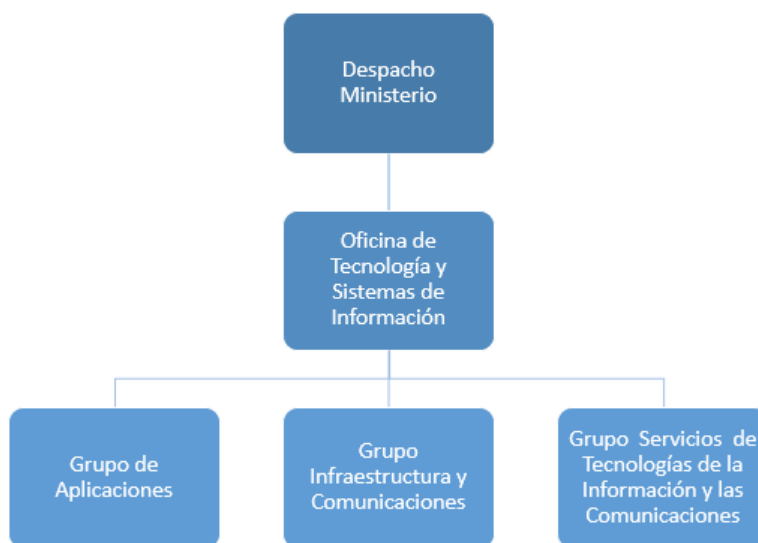 Despacho
Ministerio
Oficina de
Tecnología y
Sistemas de
Información
Grupo de
Aplicaciones
Grupo
Infraestructura y
Comunicaciones
Grupo Servicios de
Tecnologías de la
Información y las
Comunicaciones